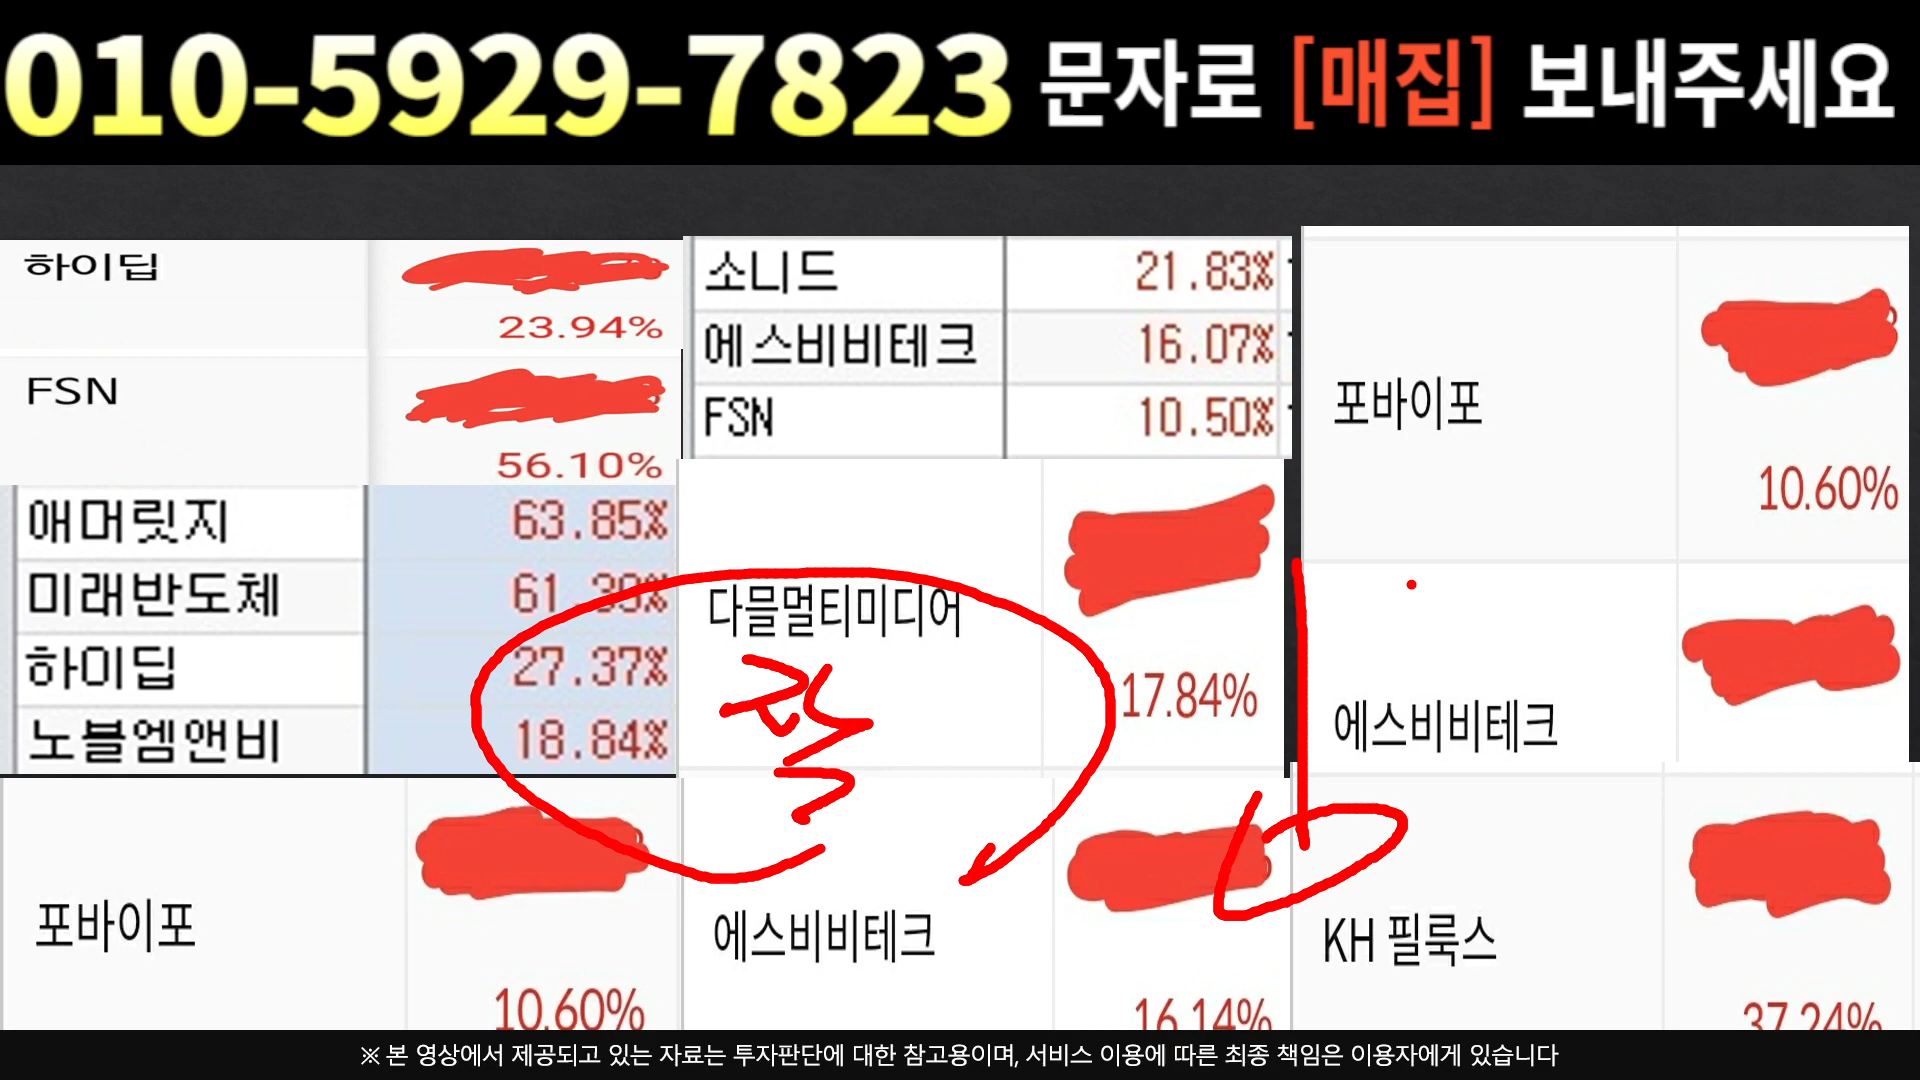 010-5929-7823 문자로 [매집] 보내주세요
하이딥
23.94%
FSN
56.10%
애머릿지 63.85%
미래반도체 61.39%
하이딥 27.37%
노블엠앤비 18.84%
소니드 21.83%
에스비비테크 16.07%
FSN 10.50%
다믈멀티미디어
17.84%
포바이포
10.60%
에스비비테크
포바이포
10.60%
에스비비테크
16.14%
KH 필룩스
37.24%
※ 본 영상에서 제공되고 있는 자료는 투자판단에 대한 참고용이며, 서비스 이용에 따른 최종 책임은 이용자에게 있습니다